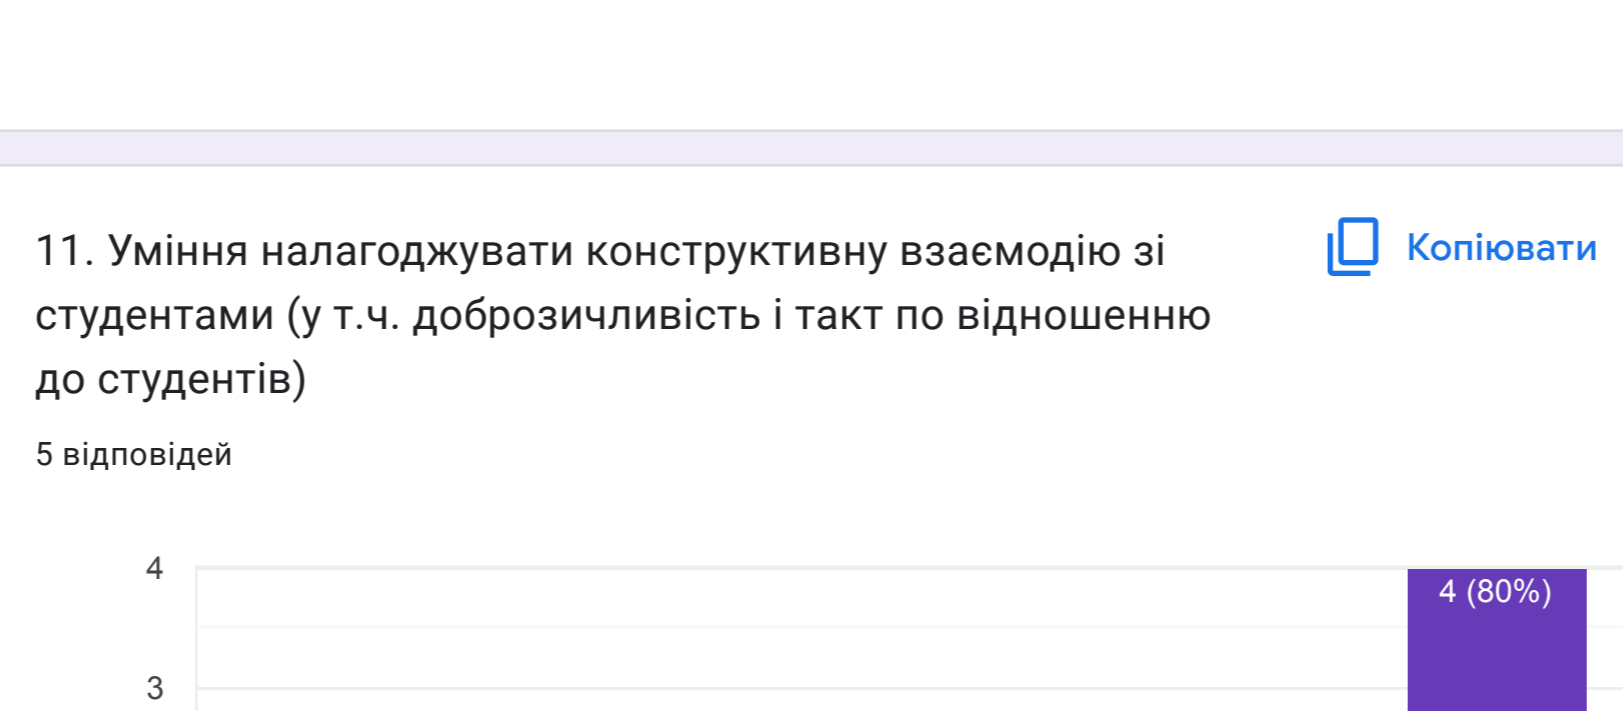 11. Уміння налагоджувати конструктивну взаємодію зі
студентами (у т.ч. доброзичливість і такт по відношенню
до студентів)
Копіювати
5 відповідей
4
4 (80%)
3